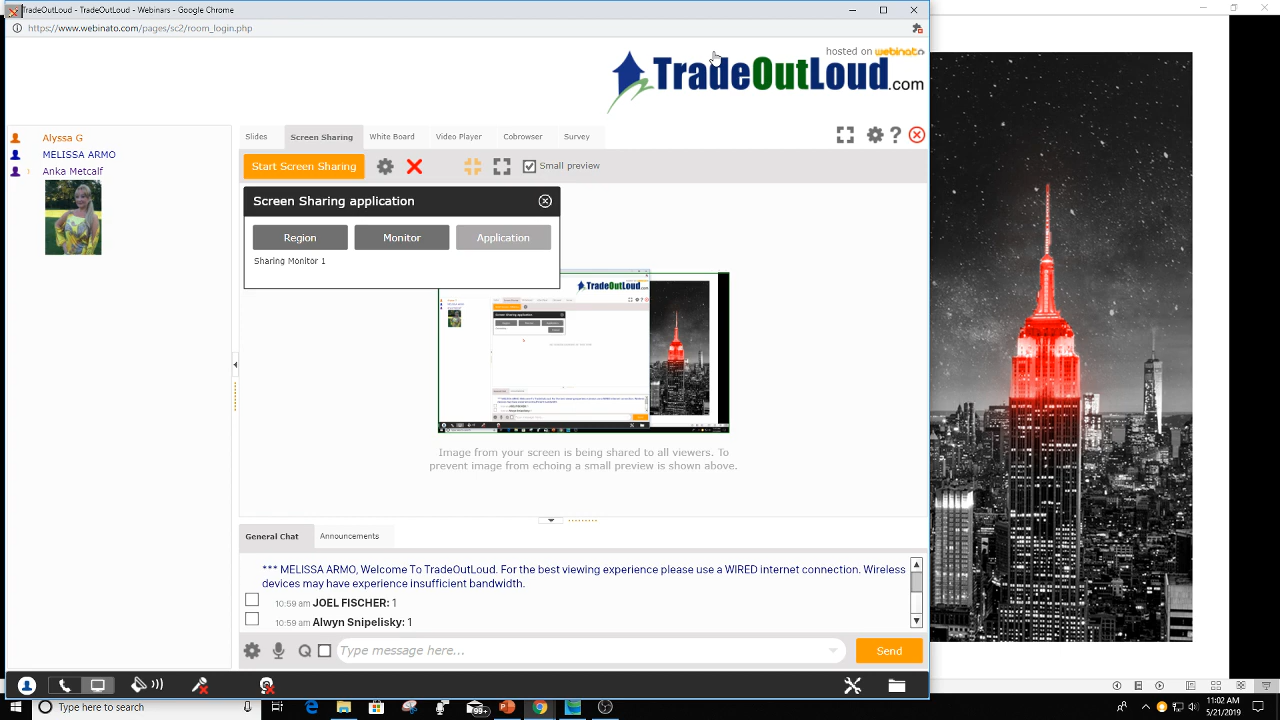 TradeOutLoud - TradeOutLoud - Webinars - Google Chrome
https://www.webinato.com/pages/sc2/room_login.php
hosted on webinato
TradeOutLoud.com
Alyssa G
MELISSA ARMO
Anka Metcalf
Slides
Screen Sharing
White Board
Video Player
Cobrowser
Survey
Start Screen Sharing
Small preview
Screen Sharing application
Region
Monitor
Application
Sharing Monitor 1
TradeOutLoud.com
Image from your screen is being shared to all viewers. To
prevent image from echoing a small preview is shown above.
General Chat
Announcements
*** MELISSA ARMO: Welcome To TradeOutLoud. For the best viewing experience please use a WIRED internet connection. Wireless
devices may have experience insufficient bandwidth.
10:59 am JOEL FISCHER: 1
10:59 am Alwyn Snipelisky: 1
Q
Type message here...
Send
Type here to search
99+
11:02 AM
5/21/2019